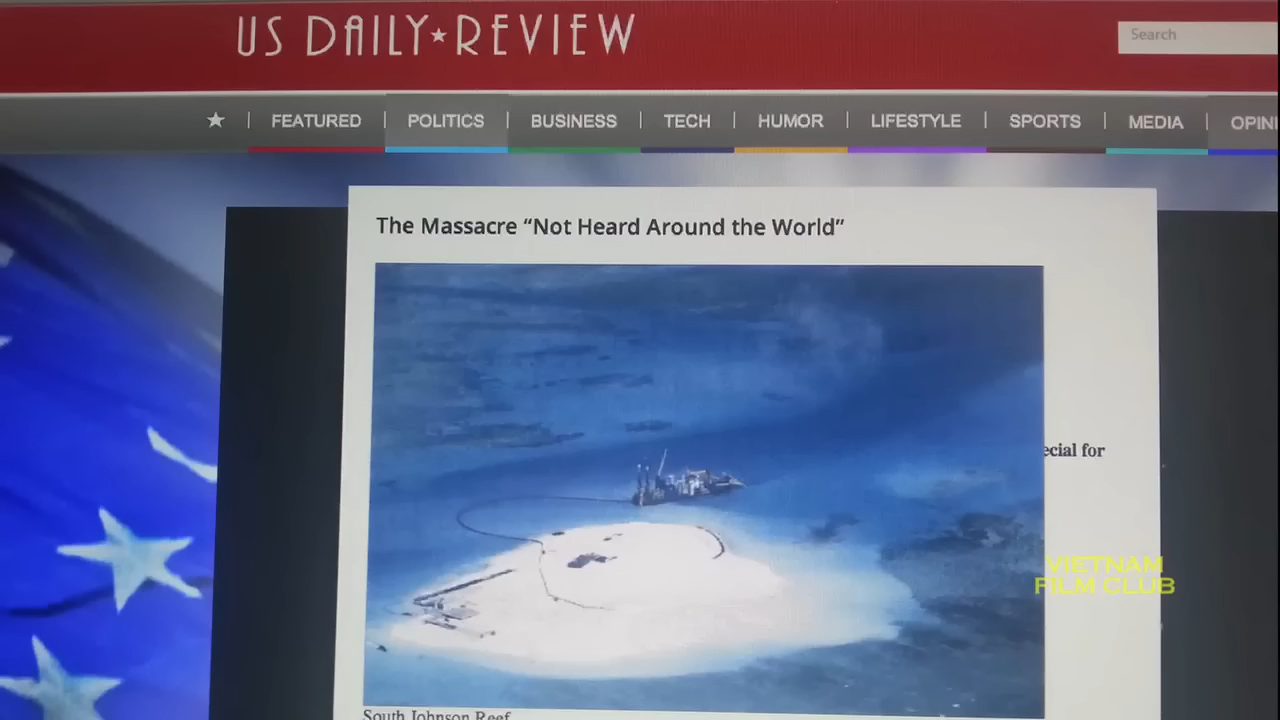 US DAILY★REVIEW
Search
★ | FEATURED | POLITICS | BUSINESS | TECH | HUMOR | LIFESTYLE | SPORTS | MEDIA | OPINI
The Massacre “Not Heard Around the World”
ecial for
VIETNAM
FILM CLUB
South Johnson Reef